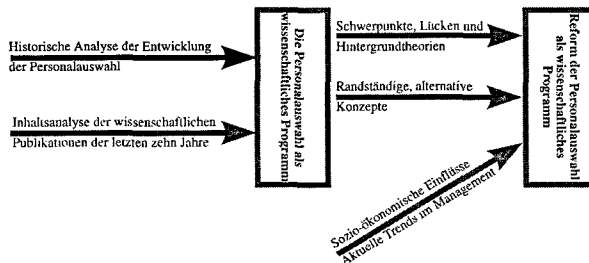 Historische Analyse der Entwicklung
der Personalauswahl
Inhaltsanalyse der wissenschaftlichen
Publikationen der letzten zehn Jahre
Die Personalauswahl als
wissenschaftliches Programm
Schwerpunkte, Lücken und
Hintergrundtheorien
Randständige, alternative
Konzepte
Sozio-ökonomische Einflüsse
Aktuelle Trends im Management
Reform der Personalauswahl
als wissenschaftliches
Programm